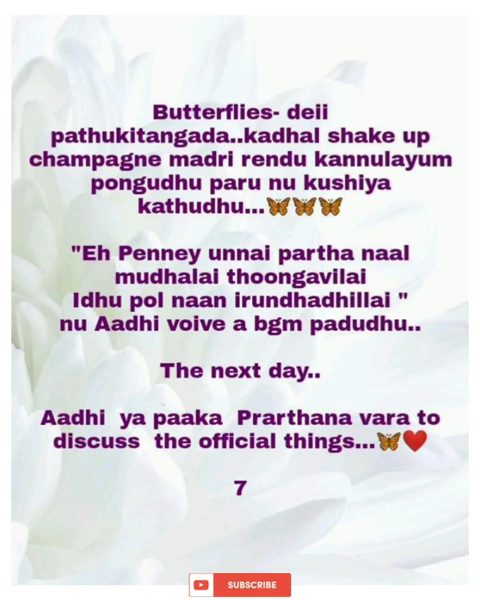 Butterflies- deii
pathukitangada..kadhal shake up
champagne madri rendu kannulayum
pongudhu paru nu kushiya
kathudhu...🦋🦋🦋
"Eh Penney unnai partha naal
mudhalai thoongavilai
Idhu pol naan irundhadhillai "
nu Aadhi voive a bgm padudhu..
The next day..
Aadhi ya paaka Prarthana vara to
discuss the official things...🦋❤️
7
SUBSCRIBE